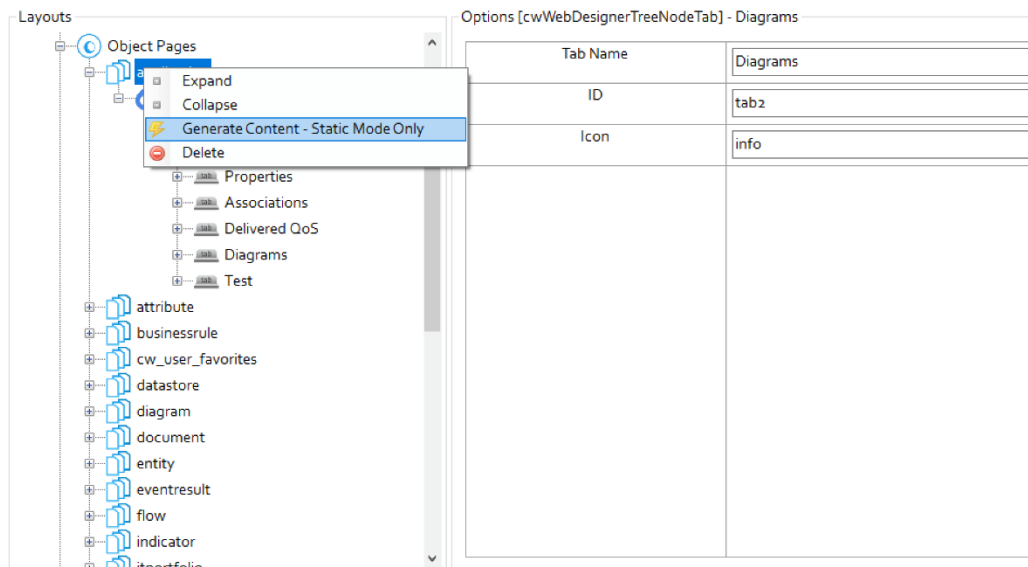 Layouts
Object Pages
Expand
Collapse
Generate Content - Static Mode Only
Delete
Properties
Associations
Delivered QoS
Diagrams
Test
attribute
businessrule
cw_user_favorites
datastore
diagram
document
entity
eventresult
flow
indicator
itportfolio
Options [cwWebDesignerTreeNodeTab] - Diagrams
Tab Name
Diagrams
ID
tab2
Icon
info